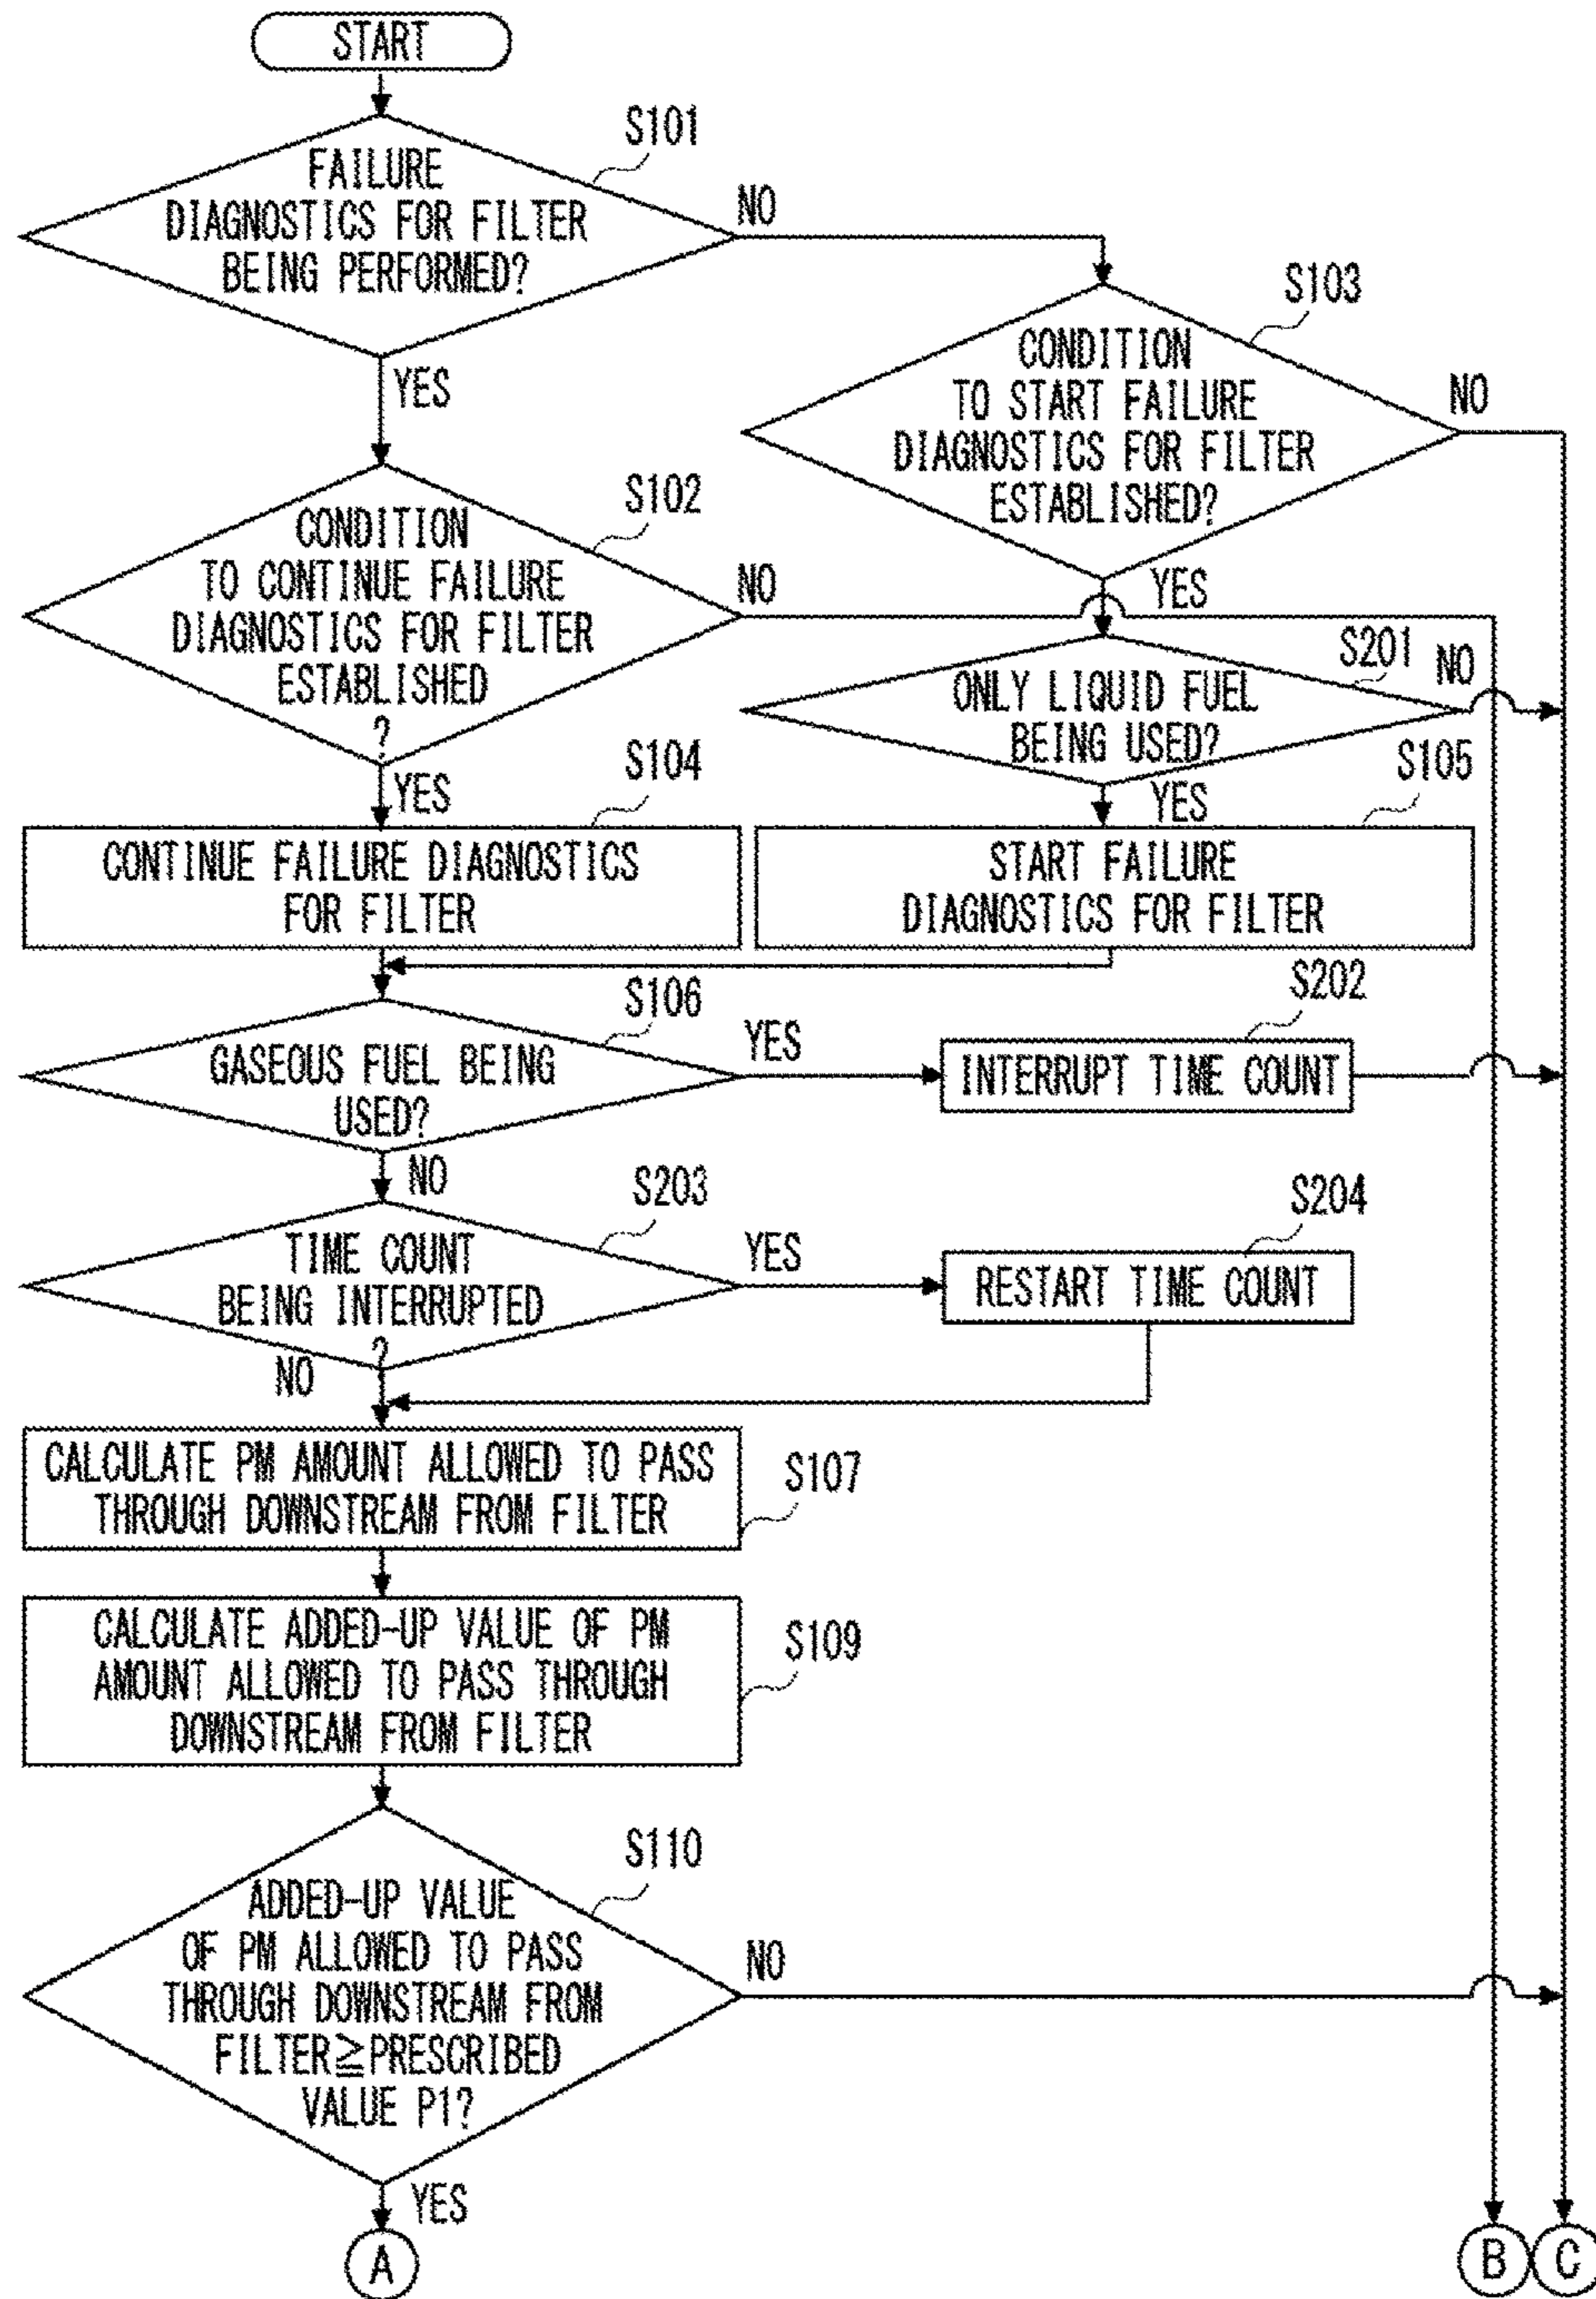 START
S101
FAILURE
DIAGNOSTICS FOR FILTER
BEING PERFORMED?
NO
YES
S103
CONDITION
TO START FAILURE
DIAGNOSTICS FOR FILTER
ESTABLISHED?
NO
YES
S102
CONDITION
TO CONTINUE FAILURE
DIAGNOSTICS FOR FILTER
ESTABLISHED
?
NO
YES
S201
ONLY LIQUID FUEL
BEING USED?
NO
YES
S104
CONTINUE FAILURE DIAGNOSTICS
FOR FILTER
S105
START FAILURE
DIAGNOSTICS FOR FILTER
S106
GASEOUS FUEL BEING
USED?
YES
NO
S202
INTERRUPT TIME COUNT
S203
TIME COUNT
BEING INTERRUPTED
?
YES
NO
S204
RESTART TIME COUNT
CALCULATE PM AMOUNT ALLOWED TO PASS
THROUGH DOWNSTREAM FROM FILTER
S107
CALCULATE ADDED-UP VALUE OF PM
AMOUNT ALLOWED TO PASS THROUGH
DOWNSTREAM FROM FILTER
S109
S110
ADDED-UP VALUE
OF PM ALLOWED TO PASS
THROUGH DOWNSTREAM FROM
FILTER≧PRESCRIBED
VALUE P1?
NO
YES
A
B
C